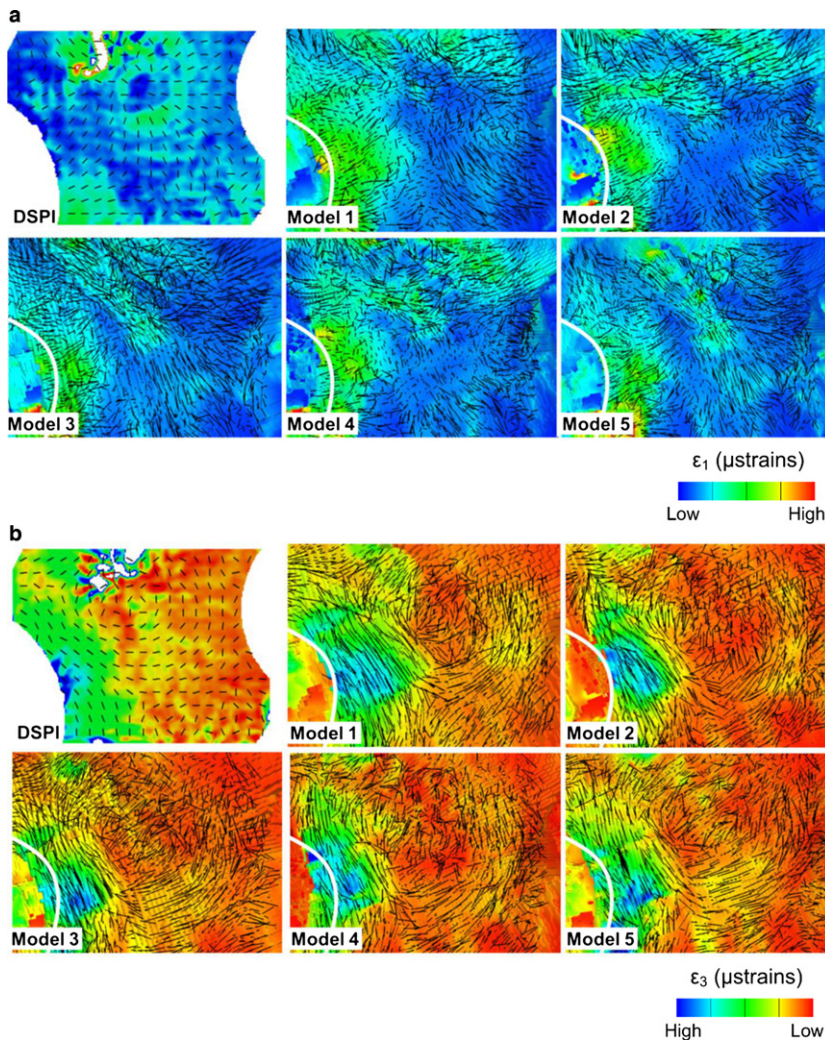 a
DSPI
Model 1
Model 2
Model 3
Model 4
Model 5
ε₁ (μstrains)
Low
High
b
DSPI
Model 1
Model 2
Model 3
Model 4
Model 5
ε₃ (μstrains)
High
Low